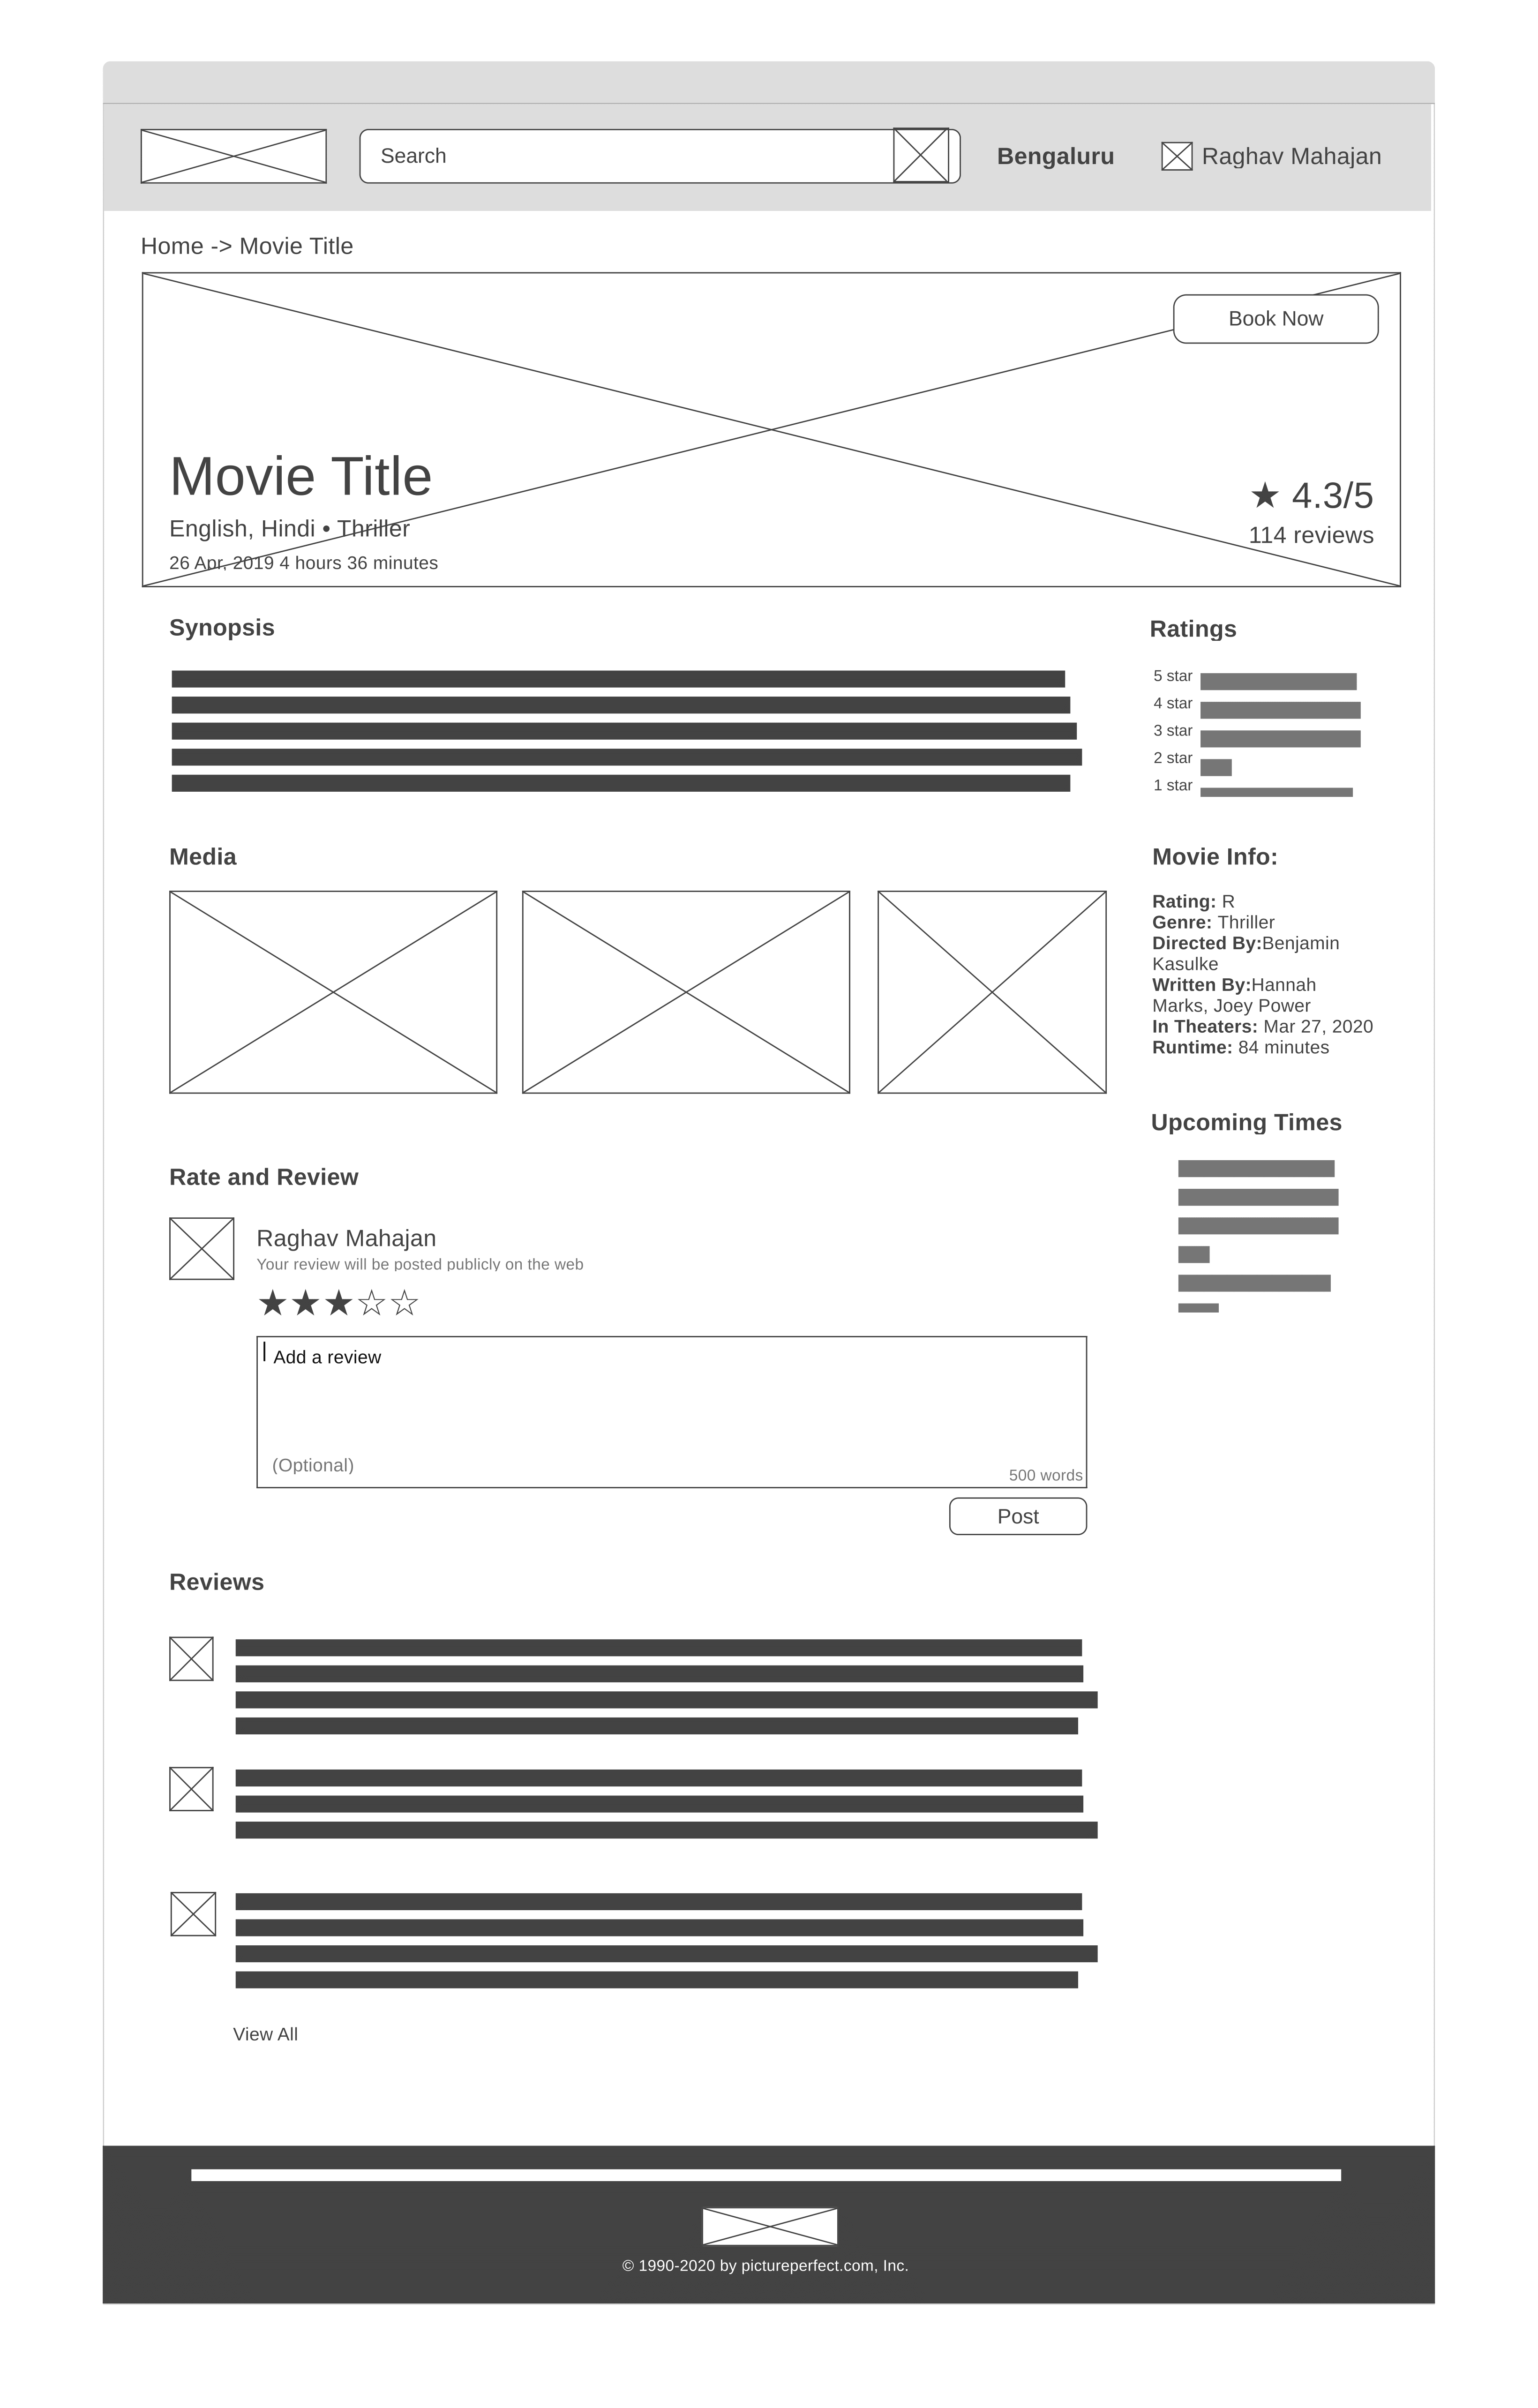 Search
Bengaluru
Raghav Mahajan
Home -> Movie Title
Book Now
Movie Title
English, Hindi • Thriller
26 Apr, 2019 4 hours 36 minutes
★ 4.3/5
114 reviews
Synopsis
Ratings
5 star
4 star
3 star
2 star
1 star
Media
Movie Info:
Rating: R
Genre: Thriller
Directed By:Benjamin
Kasulke
Written By:Hannah
Marks, Joey Power
In Theaters: Mar 27, 2020
Runtime: 84 minutes
Upcoming Times
Rate and Review
Raghav Mahajan
Your review will be posted publicly on the web
★★★☆☆
Add a review
(Optional)
500 words
Post
Reviews
View All
© 1990-2020 by pictureperfect.com, Inc.